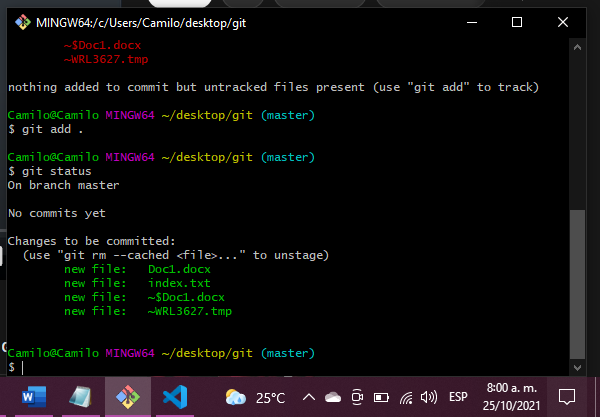 MINGW64:/c/Users/Camilo/desktop/git
~$Doc1.docx
~WRL3627.tmp
nothing added to commit but untracked files present (use "git add" to track)
Camilo@Camilo MINGW64 ~/desktop/git (master)
$ git add .
Camilo@Camilo MINGW64 ~/desktop/git (master)
$ git status
On branch master
No commits yet
Changes to be committed:
(use "git rm --cached <file>..." to unstage)
new file: Doc1.docx
new file: index.txt
new file: ~$Doc1.docx
new file: ~WRL3627.tmp
Camilo@Camilo MINGW64 ~/desktop/git (master)
$
25°C
ESP
8:00 a. m.
25/10/2021